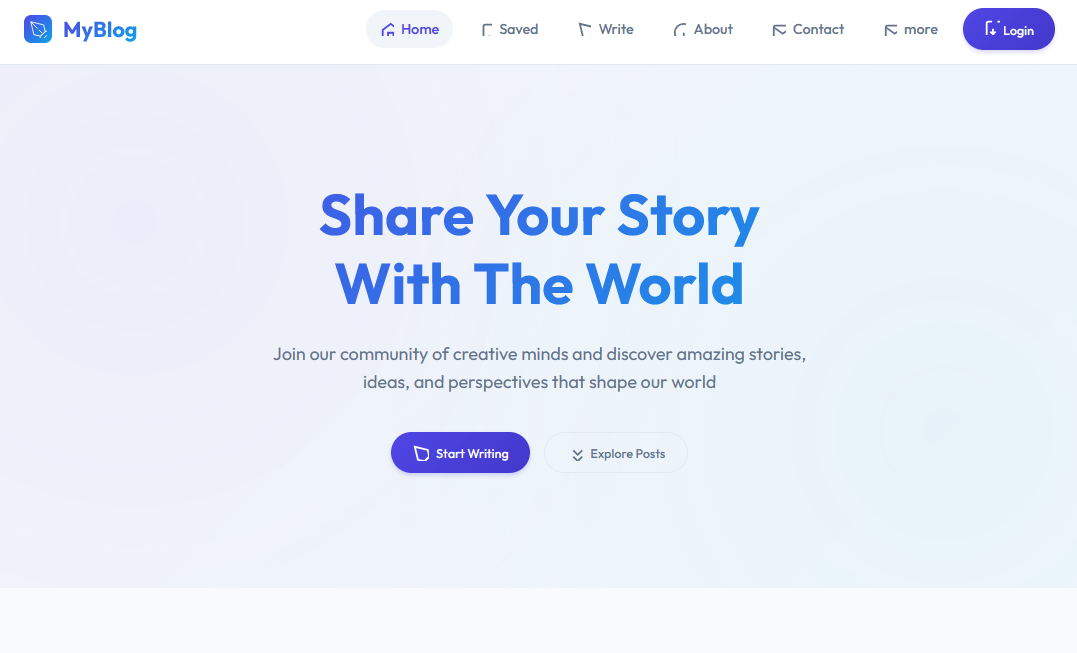 MyBlog
Home
Saved
Write
About
Contact
more
Login
Share Your Story
With The World
Join our community of creative minds and discover amazing stories,
ideas, and perspectives that shape our world
Start Writing
Explore Posts